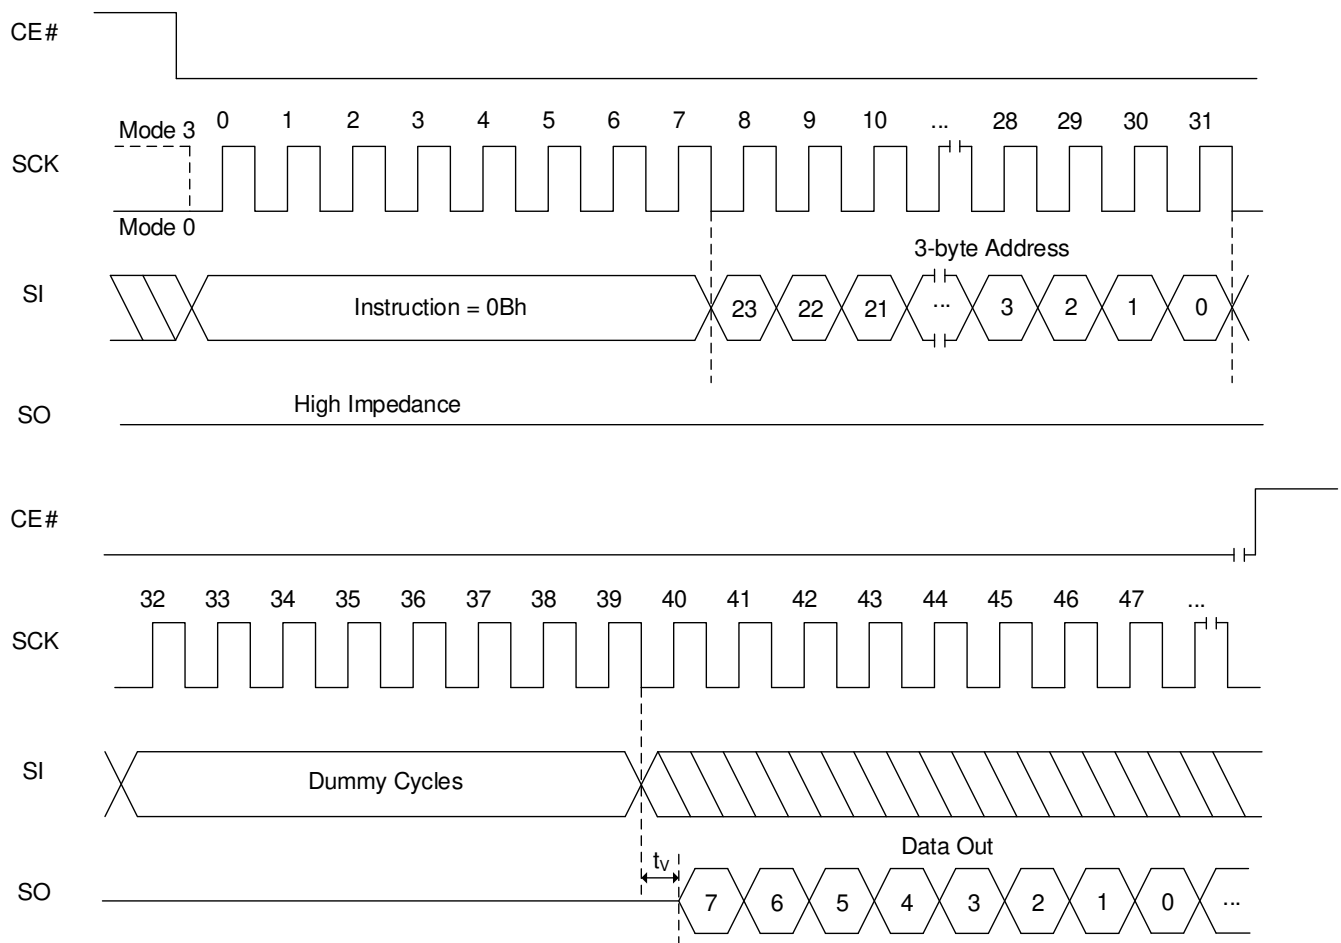 CE#
0 1 2 3 4 5 6 7 8 9 10 ... 28 29 30 31
Mode 3
SCK
Mode 0
3-byte Address
SI
Instruction = 0Bh 23 22 21 ... 3 2 1 0
High Impedance
SO
CE#
32 33 34 35 36 37 38 39 40 41 42 43 44 45 46 47 ...
SCK
SI
Dummy Cycles
Data Out
tV
SO
7 6 5 4 3 2 1 0 ...